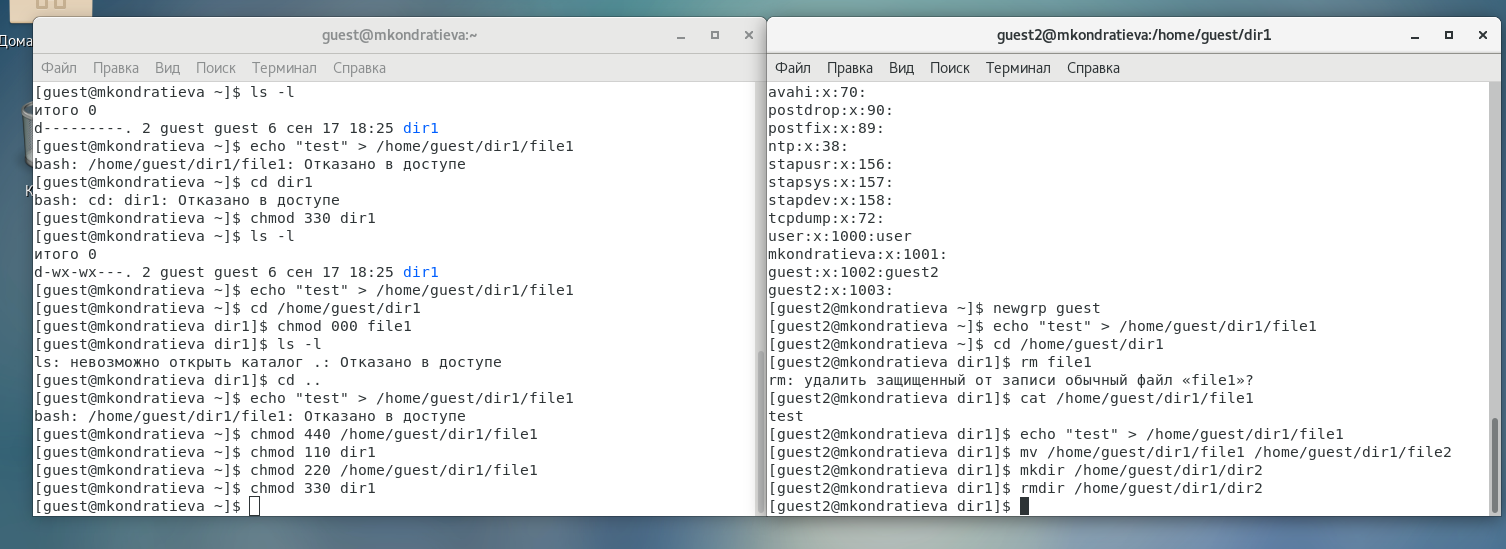 Дома
К
guest@mkondratieva:~
Файл Правка Вид Поиск Терминал Справка
[guest@mkondratieva ~]$ ls -l
итого 0
d---------. 2 guest guest 6 сен 17 18:25 dir1
[guest@mkondratieva ~]$ echo "test" > /home/guest/dir1/file1
bash: /home/guest/dir1/file1: Отказано в доступе
[guest@mkondratieva ~]$ cd dir1
bash: cd: dir1: Отказано в доступе
[guest@mkondratieva ~]$ chmod 330 dir1
[guest@mkondratieva ~]$ ls -l
итого 0
d-wx-wx---. 2 guest guest 6 сен 17 18:25 dir1
[guest@mkondratieva ~]$ echo "test" > /home/guest/dir1/file1
[guest@mkondratieva ~]$ cd /home/guest/dir1
[guest@mkondratieva dir1]$ chmod 000 file1
[guest@mkondratieva dir1]$ ls -l
ls: невозможно открыть каталог .: Отказано в доступе
[guest@mkondratieva dir1]$ cd ..
[guest@mkondratieva ~]$ echo "test" > /home/guest/dir1/file1
bash: /home/guest/dir1/file1: Отказано в доступе
[guest@mkondratieva ~]$ chmod 440 /home/guest/dir1/file1
[guest@mkondratieva ~]$ chmod 110 dir1
[guest@mkondratieva ~]$ chmod 220 /home/guest/dir1/file1
[guest@mkondratieva ~]$ chmod 330 dir1
[guest@mkondratieva ~]$
guest2@mkondratieva:/home/guest/dir1
Файл Правка Вид Поиск Терминал Справка
avahi:x:70:
postdrop:x:90:
postfix:x:89:
ntp:x:38:
stapusr:x:156:
stapsys:x:157:
stapdev:x:158:
tcpdump:x:72:
user:x:1000:user
mkondratieva:x:1001:
guest:x:1002:guest2
guest2:x:1003:
[guest2@mkondratieva ~]$ newgrp guest
[guest2@mkondratieva ~]$ echo "test" > /home/guest/dir1/file1
[guest2@mkondratieva ~]$ cd /home/guest/dir1
[guest2@mkondratieva dir1]$ rm file1
rm: удалить защищенный от записи обычный файл «file1»?
[guest2@mkondratieva dir1]$ cat /home/guest/dir1/file1
test
[guest2@mkondratieva dir1]$ echo "test" > /home/guest/dir1/file1
[guest2@mkondratieva dir1]$ mv /home/guest/dir1/file1 /home/guest/dir1/file2
[guest2@mkondratieva dir1]$ mkdir /home/guest/dir1/dir2
[guest2@mkondratieva dir1]$ rmdir /home/guest/dir1/dir2
[guest2@mkondratieva dir1]$